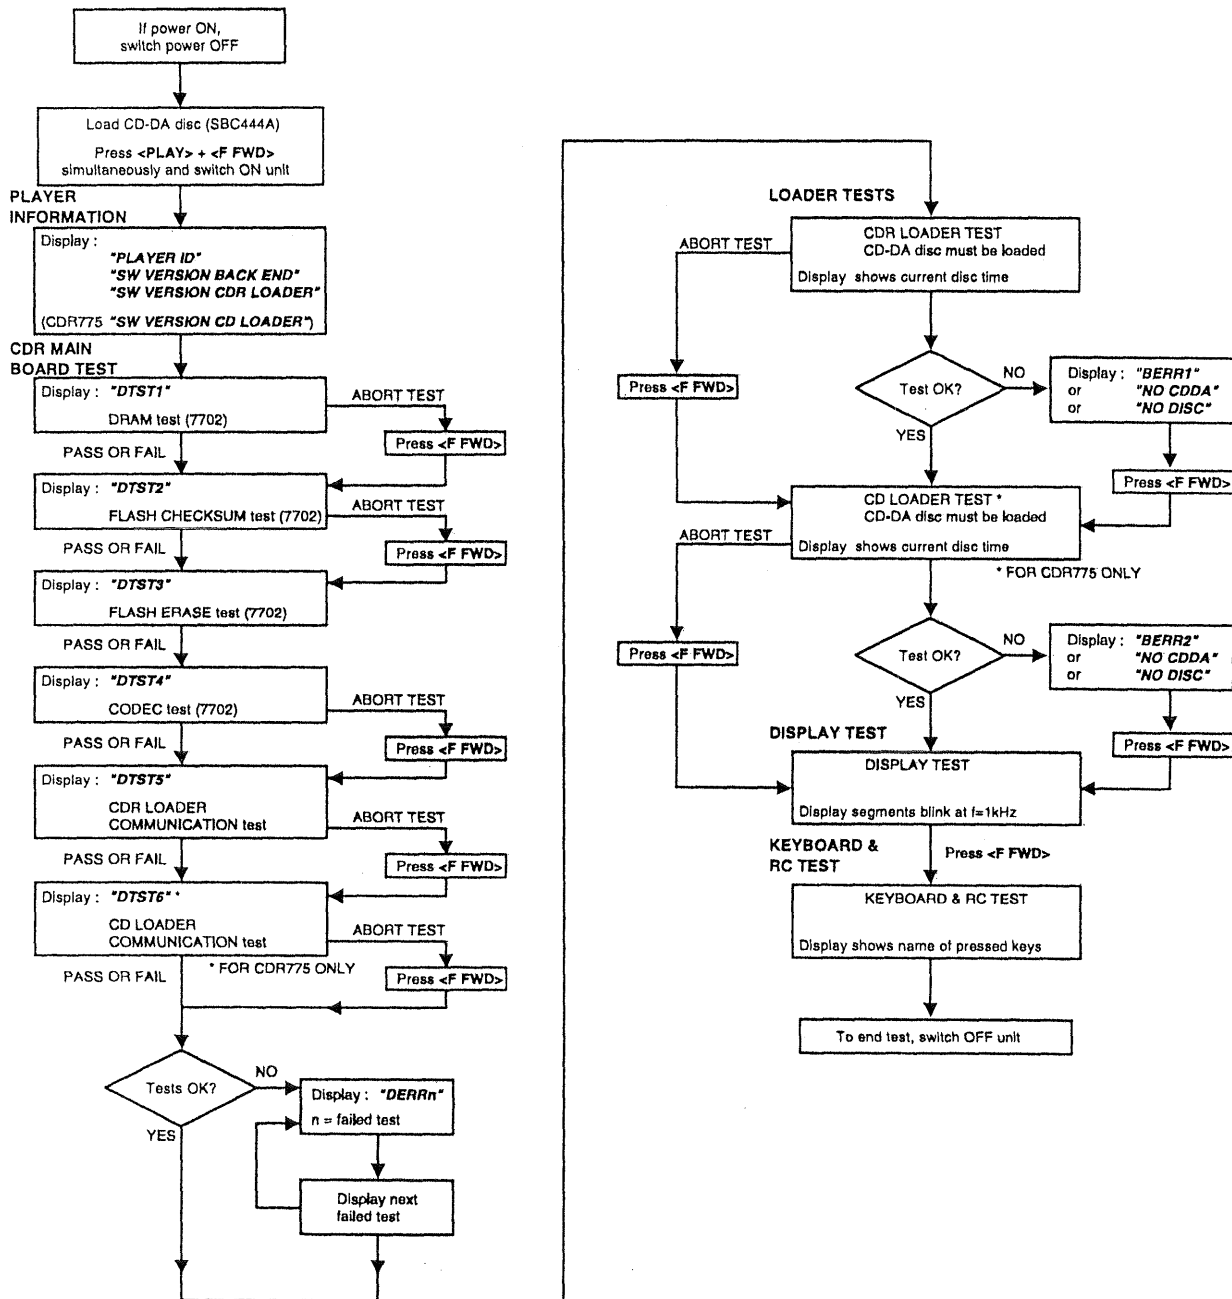 If power ON,
switch power OFF
Load CD-DA disc (SBC444A)
Press <PLAY> + <F FWD>
simultaneously and switch ON unit
PLAYER
INFORMATION
Display :
"PLAYER ID"
"SW VERSION BACK END"
"SW VERSION CDR LOADER"
(CDR775 "SW VERSION CD LOADER")
CDR MAIN
BOARD TEST
Display : "DTST1"
DRAM test (7702)
ABORT TEST
Press <F FWD>
PASS OR FAIL
Display : "DTST2"
FLASH CHECKSUM test (7702)
ABORT TEST
Press <F FWD>
PASS OR FAIL
Display : "DTST3"
FLASH ERASE test (7702)
PASS OR FAIL
Display : "DTST4"
CODEC test (7702)
ABORT TEST
Press <F FWD>
PASS OR FAIL
Display : "DTST5"
CDR LOADER
COMMUNICATION test
ABORT TEST
Press <F FWD>
PASS OR FAIL
Display : "DTST6" *
CD LOADER
COMMUNICATION test
ABORT TEST
* FOR CDR775 ONLY
Press <F FWD>
PASS OR FAIL
Tests OK?
NO
YES
Display : "DERRn"
n = failed test
Display next
failed test
LOADER TESTS
CDR LOADER TEST
CD-DA disc must be loaded
Display shows current disc time
ABORT TEST
Press <F FWD>
Test OK?
NO
YES
Display : "BERR1"
or "NO CDDA"
or "NO DISC"
Press <F FWD>
CD LOADER TEST *
CD-DA disc must be loaded
Display shows current disc time
* FOR CDR775 ONLY
ABORT TEST
Press <F FWD>
Test OK?
NO
YES
Display : "BERR2"
or "NO CDDA"
or "NO DISC"
Press <F FWD>
DISPLAY TEST
DISPLAY TEST
Display segments blink at f=1kHz
KEYBOARD &
RC TEST
Press <F FWD>
KEYBOARD & RC TEST
Display shows name of pressed keys
To end test, switch OFF unit